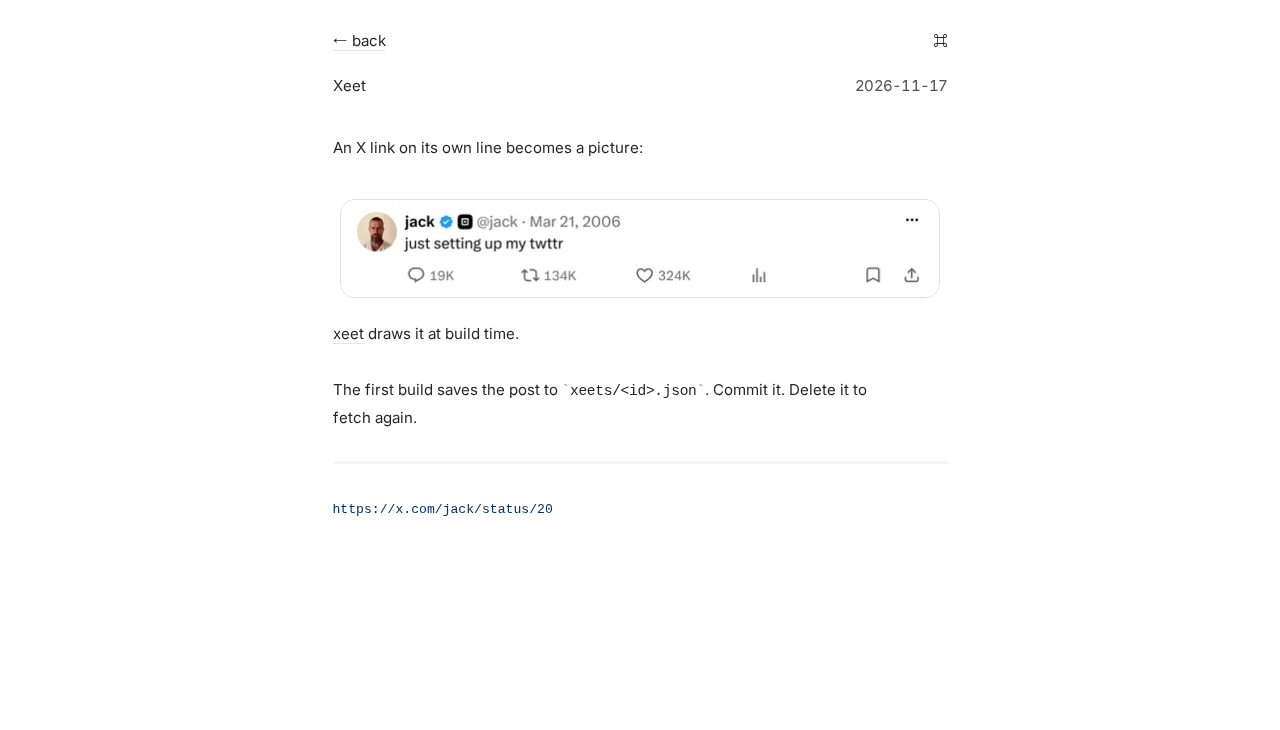 ← back
⌘
Xeet
2026-11-17
An X link on its own line becomes a picture:
jack @jack · Mar 21, 2006
just setting up my twttr
19K 134K 324K
xeet draws it at build time.
The first build saves the post to `xeets/<id>.json`. Commit it. Delete it to
fetch again.
https://x.com/jack/status/20